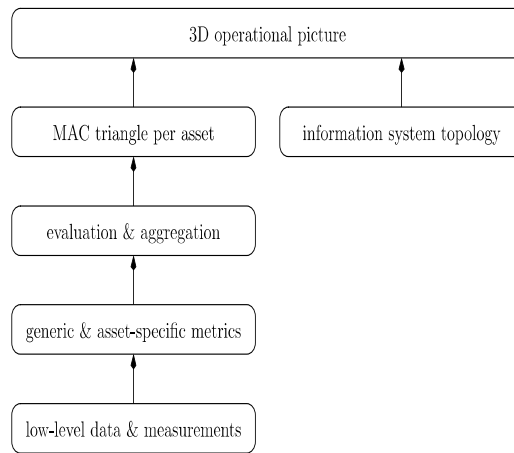 3D operational picture
MAC triangle per asset
information system topology
evaluation & aggregation
generic & asset-specific metrics
low-level data & measurements